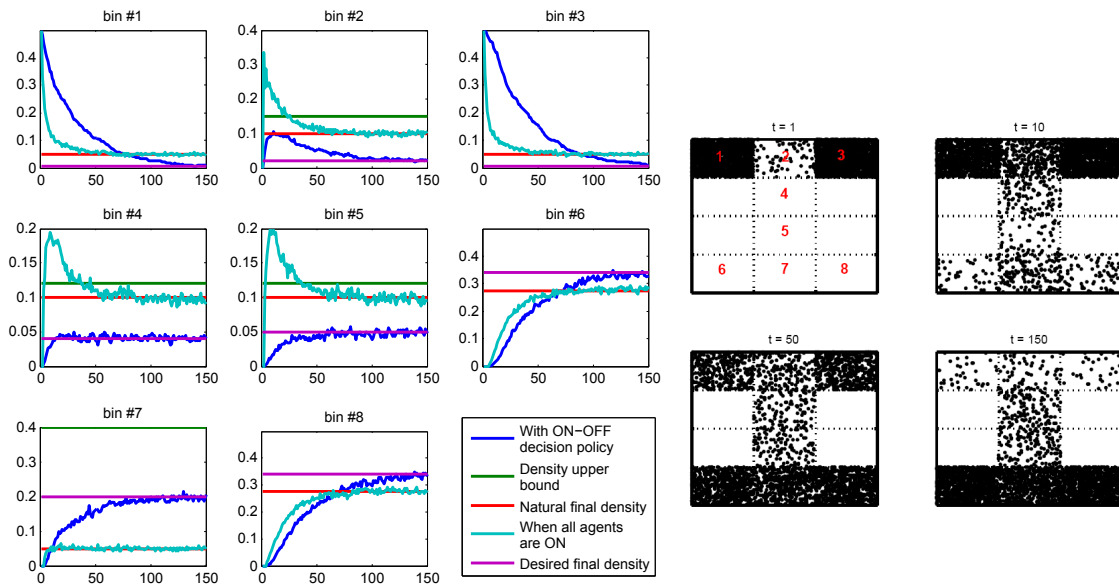 bin #1
0.4
0.3
0.2
0.1
0
0 50 100 150
bin #2
0.4
0.3
0.2
0.1
0
0 50 100 150
bin #3
0.4
0.3
0.2
0.1
0
0 50 100 150
bin #4
0.2
0.15
0.1
0.05
0
0 50 100 150
bin #5
0.2
0.15
0.1
0.05
0
0 50 100 150
bin #6
0.4
0.3
0.2
0.1
0
0 50 100 150
bin #7
0.4
0.3
0.2
0.1
0
0 50 100 150
bin #8
0.4
0.3
0.2
0.1
0
0 50 100 150
With ON−OFF
decision policy
Density upper
bound
Natural final density
When all agents
are ON
Desired final density
t = 1
1 2 3
4
5
6 7 8
t = 10
t = 50
t = 150